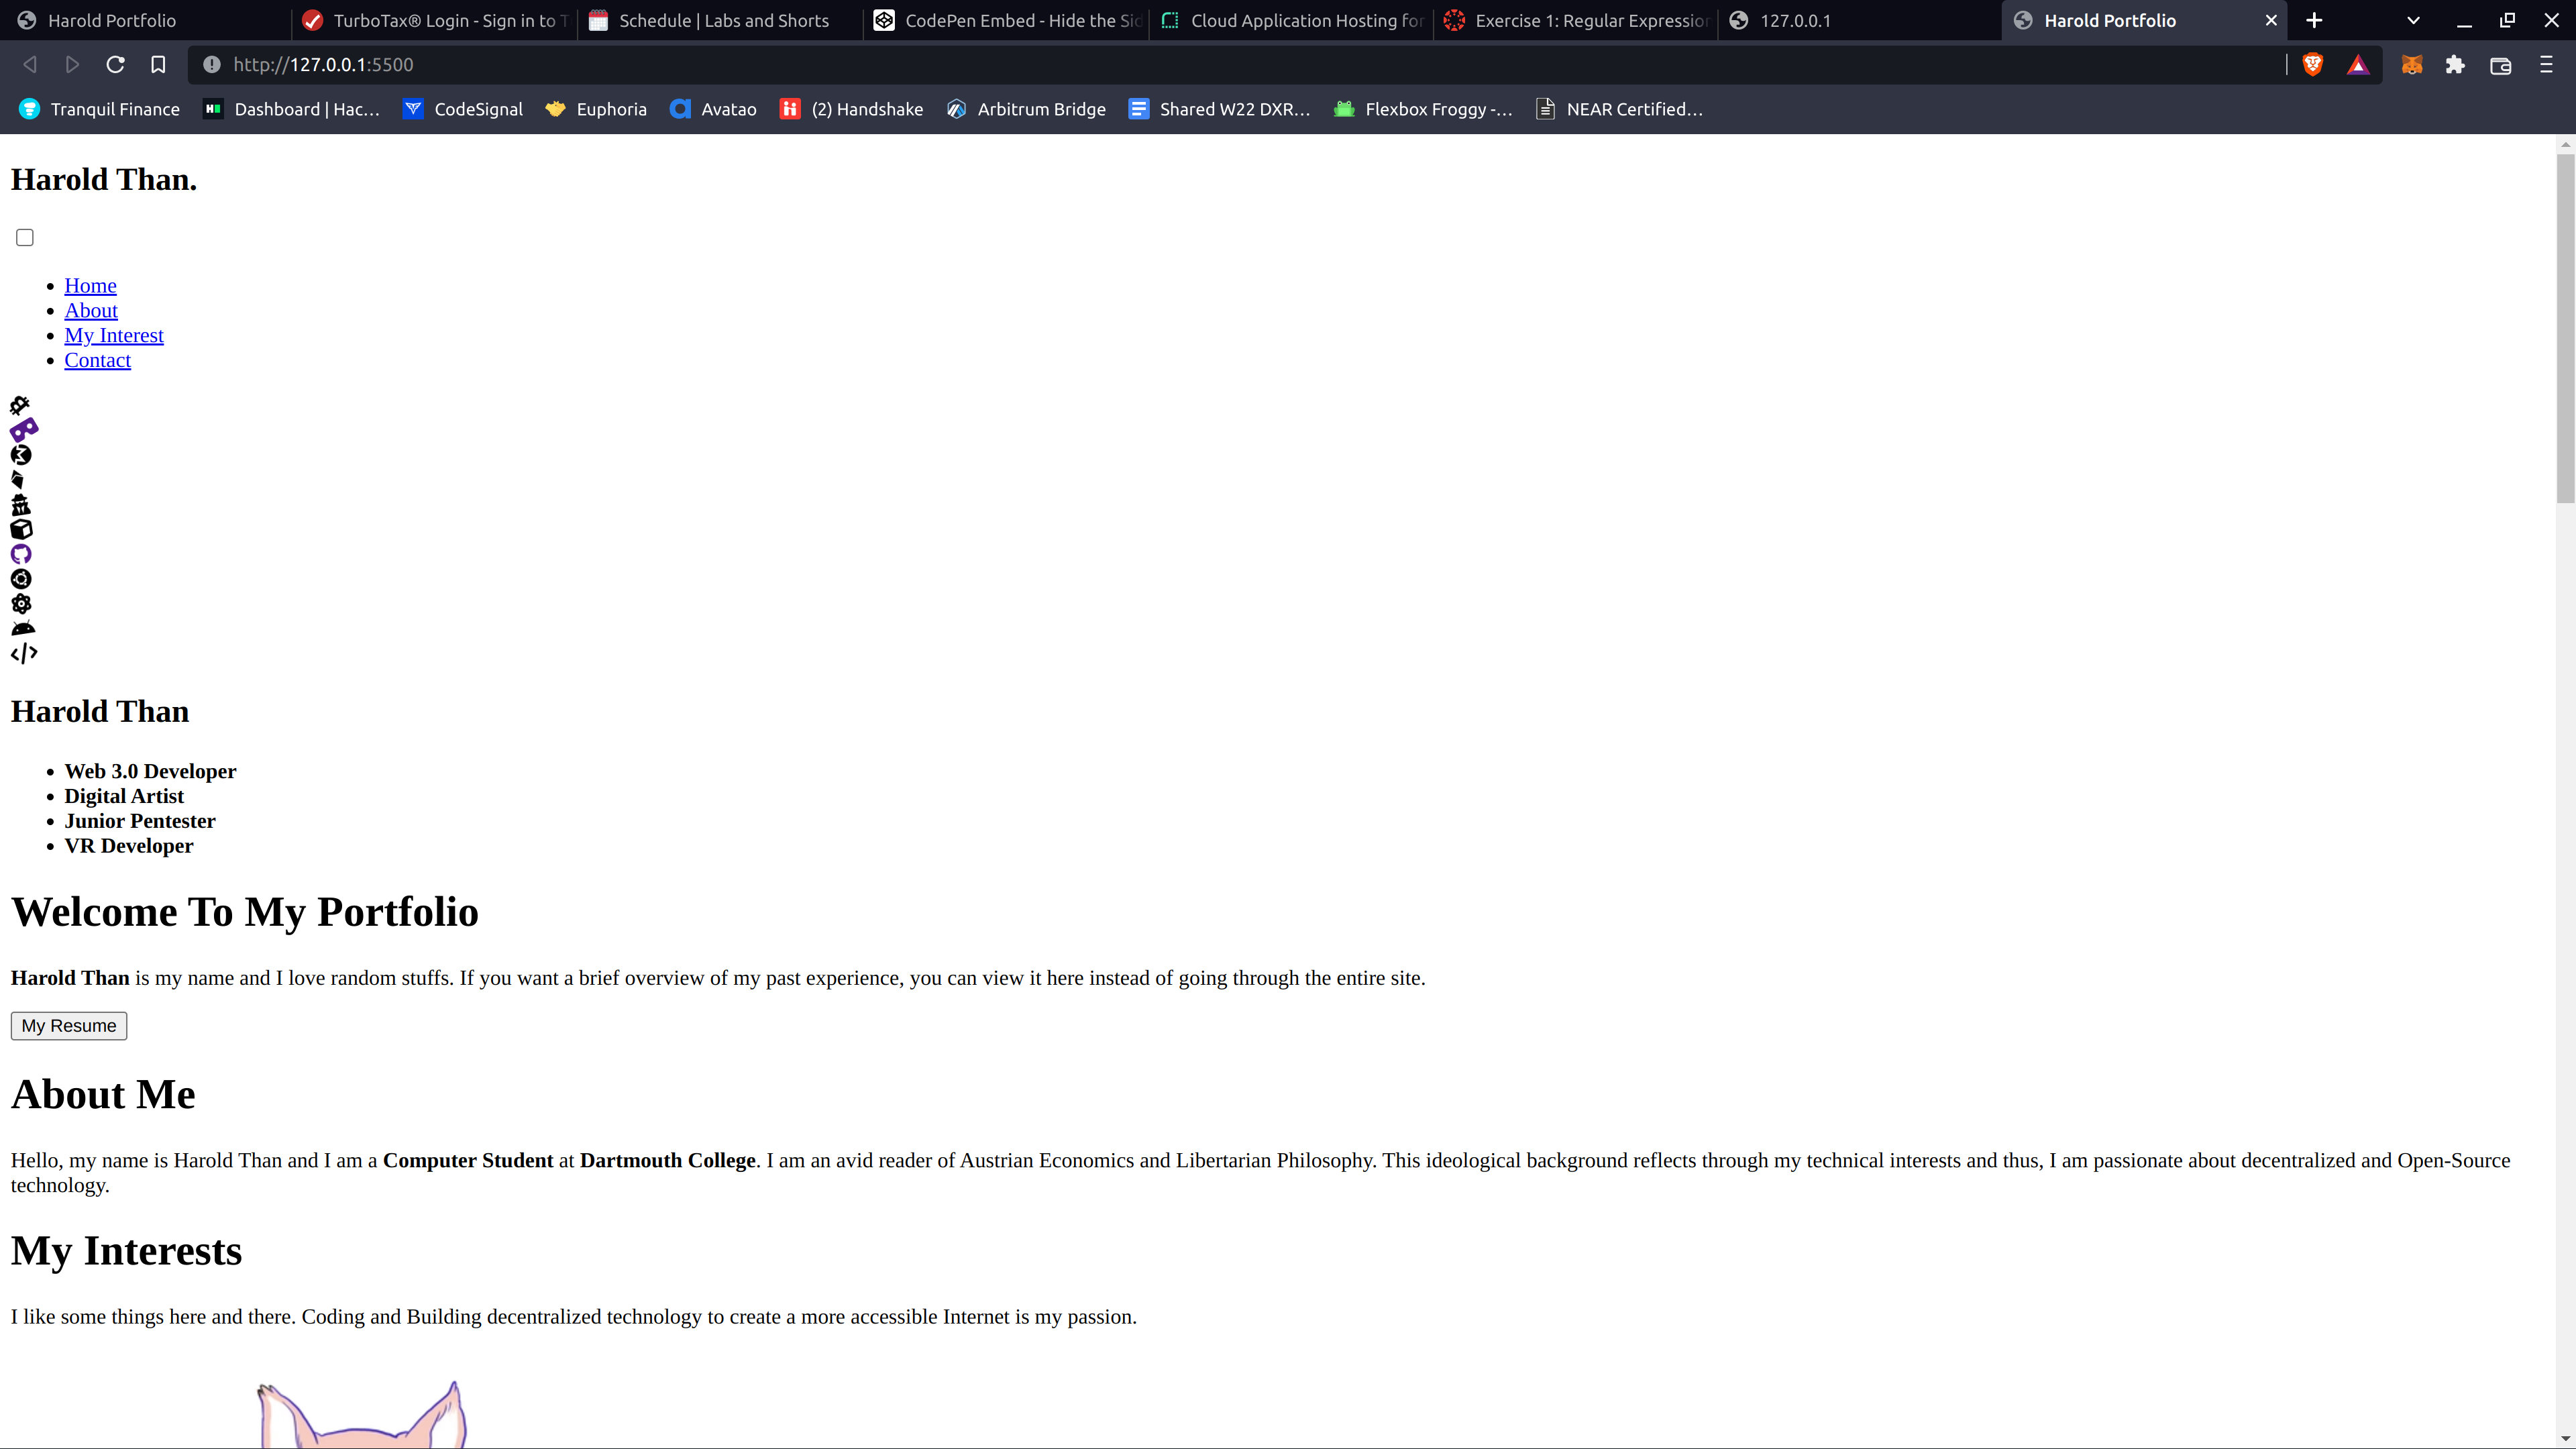 Harold Portfolio
TurboTax® Login - Sign in to T
Schedule | Labs and Shorts
CodePen Embed - Hide the Sid
Cloud Application Hosting for
Exercise 1: Regular Expression
127.0.0.1
Harold Portfolio
http://127.0.0.1:5500
Tranquil Finance
Dashboard | Hac...
CodeSignal
Euphoria
Avatao
(2) Handshake
Arbitrum Bridge
Shared W22 DXR...
Flexbox Froggy -...
NEAR Certified...
Harold Than.
Home
About
My Interest
Contact
Harold Than
Web 3.0 Developer
Digital Artist
Junior Pentester
VR Developer
Welcome To My Portfolio
Harold Than is my name and I love random stuffs. If you want a brief overview of my past experience, you can view it here instead of going through the entire site.
My Resume
About Me
Hello, my name is Harold Than and I am a Computer Student at Dartmouth College. I am an avid reader of Austrian Economics and Libertarian Philosophy. This ideological background reflects through my technical interests and thus, I am passionate about decentralized and Open-Source
technology.
My Interests
I like some things here and there. Coding and Building decentralized technology to create a more accessible Internet is my passion.